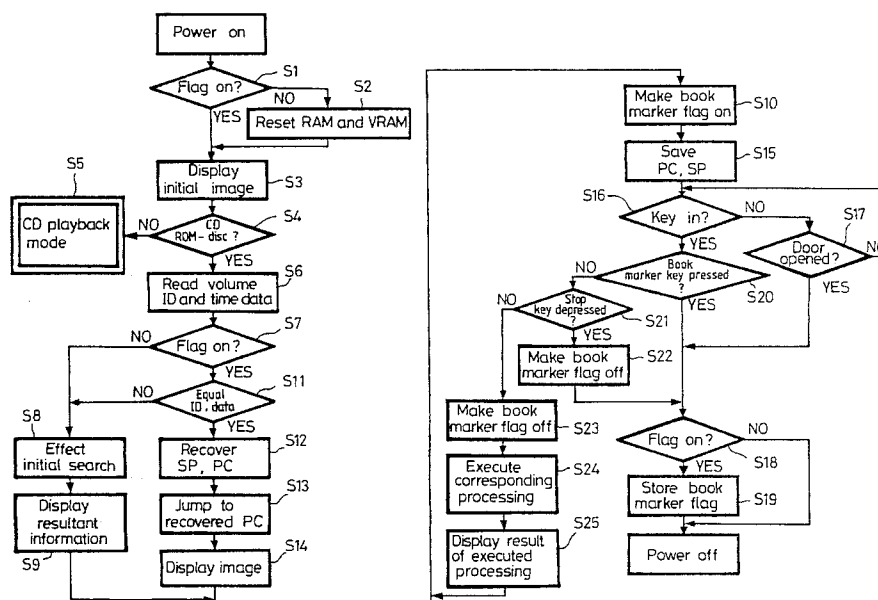 Power on
S1
Flag on?
NO
S2
YES
Reset RAM and VRAM
Display
initial image
S3
S5
CD playback
mode
NO
CD
ROM-disc ?
S4
YES
S6
Read volume
ID and time data
S7
NO
Flag on?
YES
S11
NO
Equal
ID, data
YES
S8
Effect
initial search
S12
Recover
SP, PC
S13
Display
resultant
information
S9
Jump to
recovered PC
S14
Display image
Make book
marker flag on
S10
Save
PC, SP
S15
S16
Key in?
NO
S17
YES
Door
opened?
NO
YES
NO
Book
marker key pressed
?
S20
YES
NO
Stop
key depressed
?
S21
YES
Make book
marker flag off
S22
Make book
marker flag off
S23
Flag on?
NO
S18
YES
Execute
corresponding
processing
S24
Store book
marker flag
S19
S25
Display result
of executed
processing
Power off